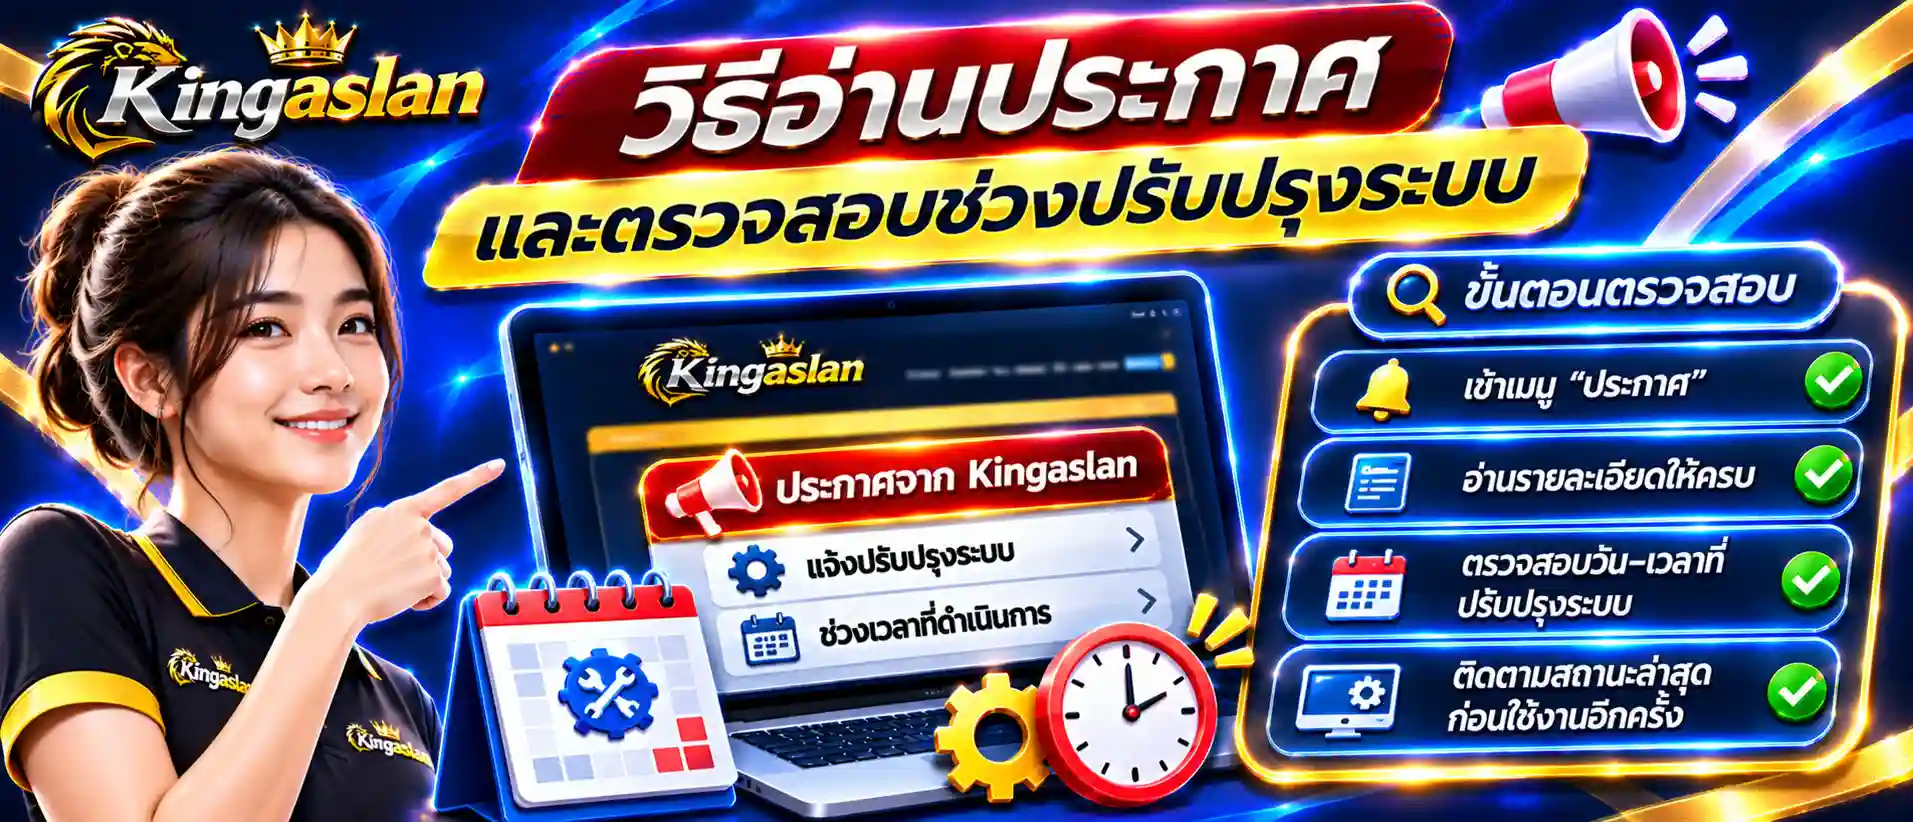 Kingaslan
วิธีอ่านประกาศ
และตรวจสอบช่วงปรับปรุงระบบ
Kingaslan
ประกาศจาก Kingaslan
แจ้งปรับปรุงระบบ
ช่วงเวลาที่ดำเนินการ
ขั้นตอนตรวจสอบ
เข้าเมนู “ประกาศ”
อ่านรายละเอียดให้ครบ
ตรวจสอบวัน-เวลาที่
ปรับปรุงระบบ
ติดตามสถานะล่าสุด
ก่อนใช้งานอีกครั้ง
Kingaslan
Kingaslan